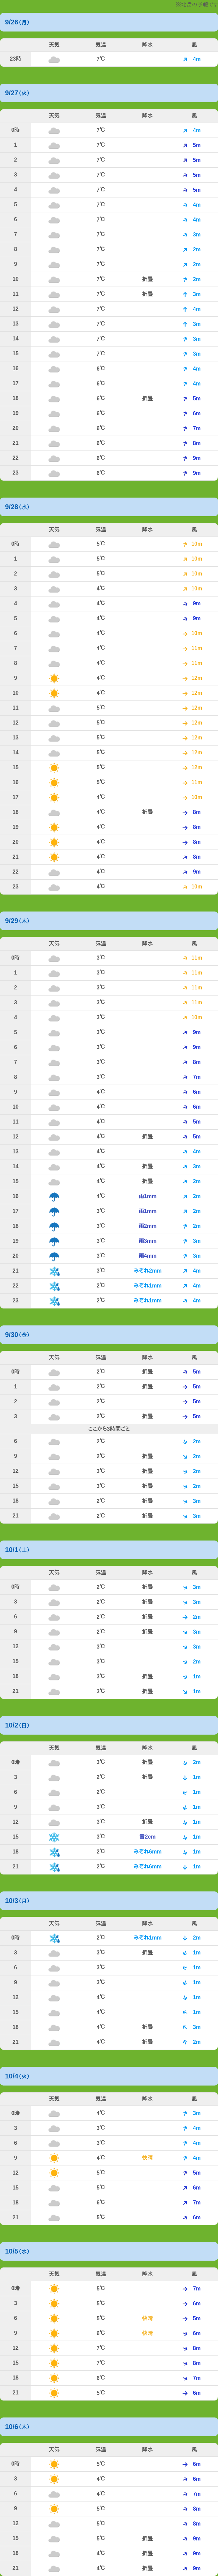 9/26(月)
天気 気温 降水 風
23時 7℃ 4m
9/27(火)
天気 気温 降水 風
0時 7℃ 4m
1 7℃ 5m
2 7℃ 5m
3 7℃ 5m
4 7℃ 5m
5 7℃ 4m
6 7℃ 4m
7 7℃ 3m
8 7℃ 2m
9 7℃ 2m
10 7℃ 折畳 2m
11 7℃ 折畳 3m
12 7℃ 4m
13 7℃ 3m
14 7℃ 3m
15 7℃ 3m
16 6℃ 4m
17 6℃ 4m
18 6℃ 折畳 5m
19 6℃ 6m
20 6℃ 7m
21 6℃ 8m
22 6℃ 9m
23 6℃ 9m
9/28(水)
天気 気温 降水 風
0時 5℃ 10m
1 5℃ 10m
2 5℃ 10m
3 4℃ 10m
4 4℃ 9m
5 4℃ 9m
6 4℃ 10m
7 4℃ 11m
8 4℃ 11m
9 4℃ 12m
10 4℃ 12m
11 5℃ 12m
12 5℃ 12m
13 5℃ 12m
14 5℃ 12m
15 5℃ 12m
16 5℃ 11m
17 4℃ 10m
18 4℃ 折畳 8m
19 4℃ 8m
20 4℃ 8m
21 4℃ 8m
22 4℃ 9m
23 4℃ 10m
9/29(木)
天気 気温 降水 風
0時 3℃ 11m
1 3℃ 11m
2 3℃ 11m
3 3℃ 11m
4 3℃ 10m
5 3℃ 9m
6 3℃ 9m
7 3℃ 8m
8 3℃ 7m
9 4℃ 6m
10 4℃ 6m
11 4℃ 5m
12 4℃ 折畳 5m
13 4℃ 4m
14 4℃ 折畳 3m
15 4℃ 折畳 2m
16 4℃ 雨1mm 2m
17 3℃ 雨1mm 2m
18 3℃ 雨2mm 2m
19 3℃ 雨3mm 3m
20 3℃ 雨4mm 3m
21 3℃ みぞれ2mm 4m
22 2℃ みぞれ1mm 4m
23 2℃ みぞれ1mm 4m
9/30(金)
天気 気温 降水 風
0時 2℃ 折畳 5m
1 2℃ 折畳 5m
2 2℃ 5m
3 2℃ 折畳 5m
ここから3時間ごと
6 2℃ 2m
9 2℃ 折畳 2m
12 3℃ 折畳 2m
15 3℃ 折畳 2m
18 2℃ 折畳 3m
21 2℃ 折畳 3m
10/1(土)
天気 気温 降水 風
0時 2℃ 折畳 3m
3 2℃ 折畳 3m
6 2℃ 折畳 2m
9 3℃ 折畳 3m
12 3℃ 3m
15 3℃ 2m
18 3℃ 折畳 1m
21 3℃ 折畳 1m
10/2(日)
天気 気温 降水 風
0時 3℃ 折畳 2m
3 2℃ 折畳 1m
6 2℃ 1m
9 3℃ 1m
12 3℃ 折畳 1m
15 3℃ 雪2cm 1m
18 2℃ みぞれ6mm 1m
21 2℃ みぞれ6mm 1m
10/3(月)
天気 気温 降水 風
0時 2℃ みぞれ1mm 2m
3 3℃ 折畳 1m
6 3℃ 1m
9 3℃ 1m
12 4℃ 1m
15 4℃ 1m
18 4℃ 折畳 3m
21 4℃ 折畳 2m
10/4(火)
天気 気温 降水 風
0時 4℃ 3m
3 3℃ 4m
6 3℃ 4m
9 4℃ 快晴 4m
12 5℃ 5m
15 5℃ 6m
18 6℃ 7m
21 5℃ 6m
10/5(水)
天気 気温 降水 風
0時 5℃ 7m
3 5℃ 6m
6 5℃ 快晴 5m
9 6℃ 快晴 6m
12 7℃ 8m
15 7℃ 8m
18 6℃ 7m
21 5℃ 6m
10/6(木)
天気 気温 降水 風
0時 5℃ 6m
3 4℃ 6m
6 4℃ 7m
9 5℃ 8m
12 5℃ 8m
15 5℃ 折畳 9m
18 4℃ 折畳 9m
21 4℃ 折畳 9m